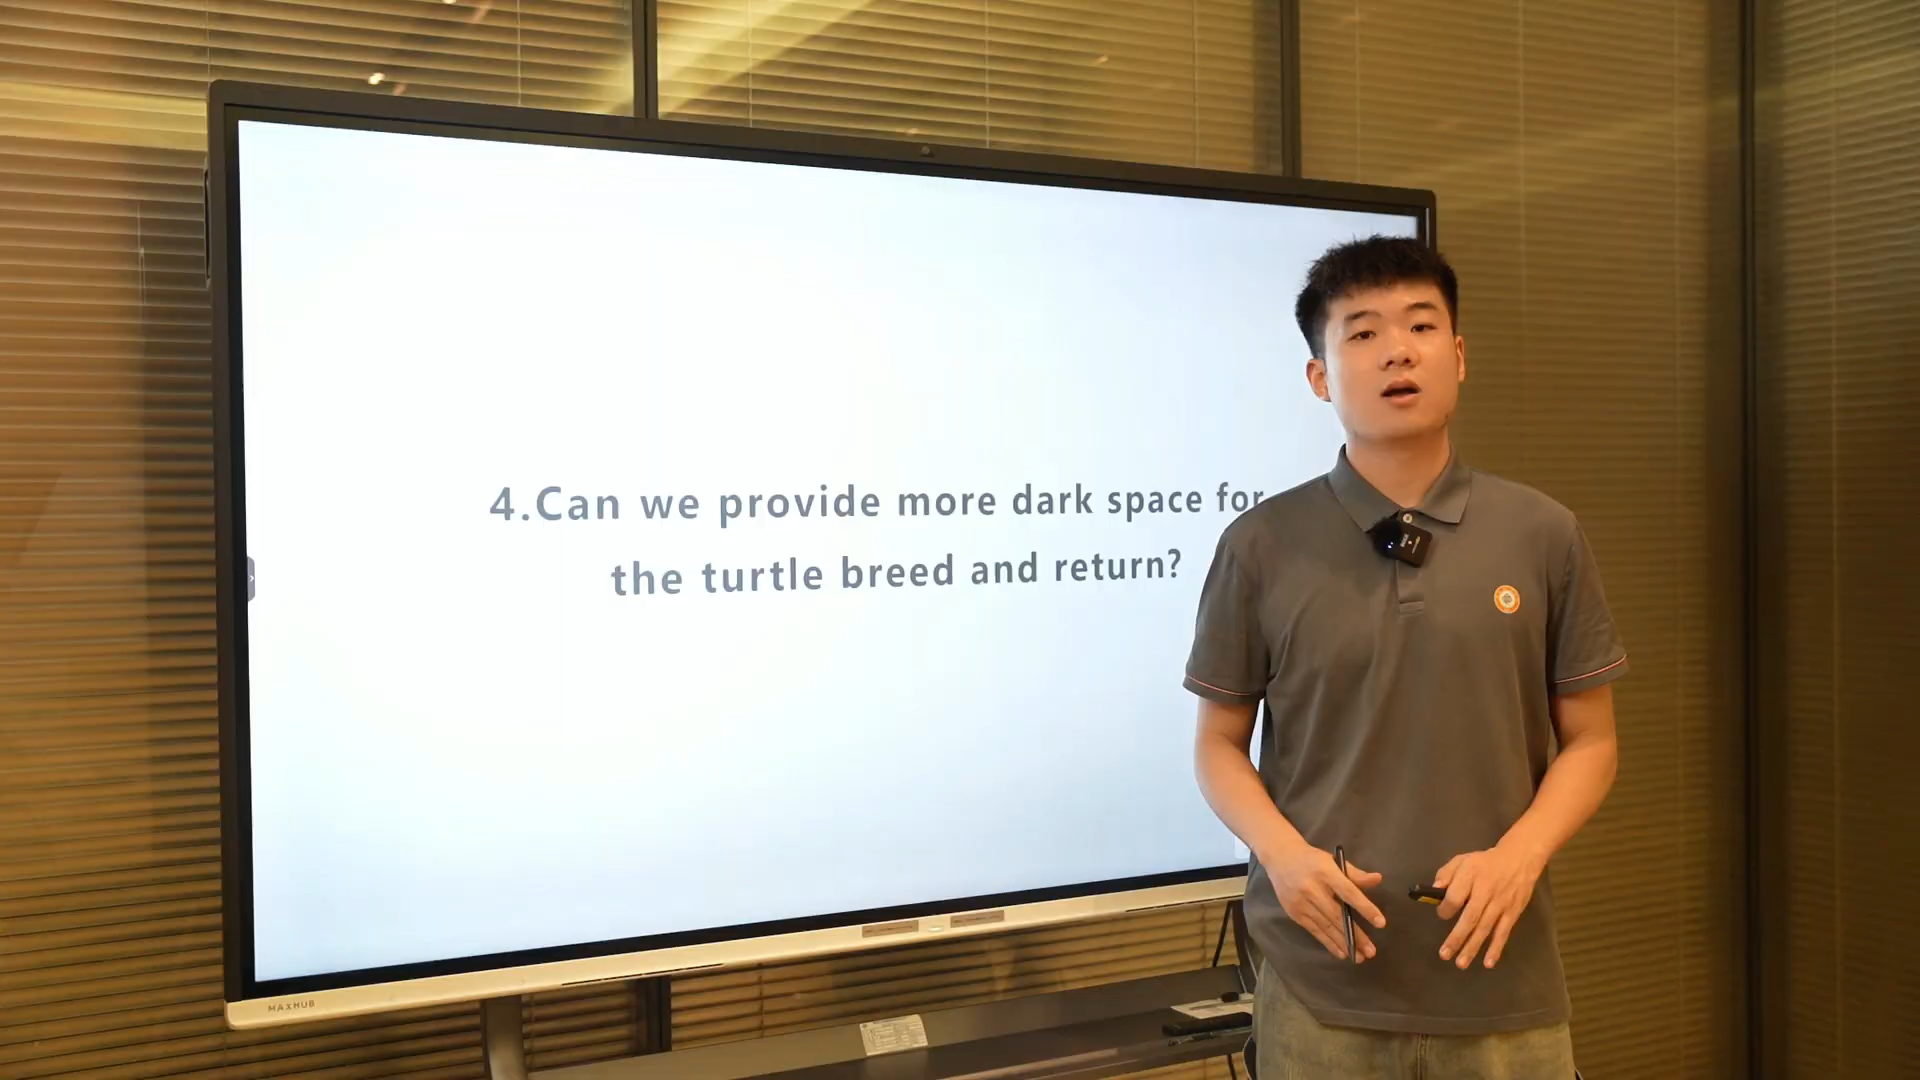 4.Can we provide more dark space for
the turtle breed and return?
MAXHUB